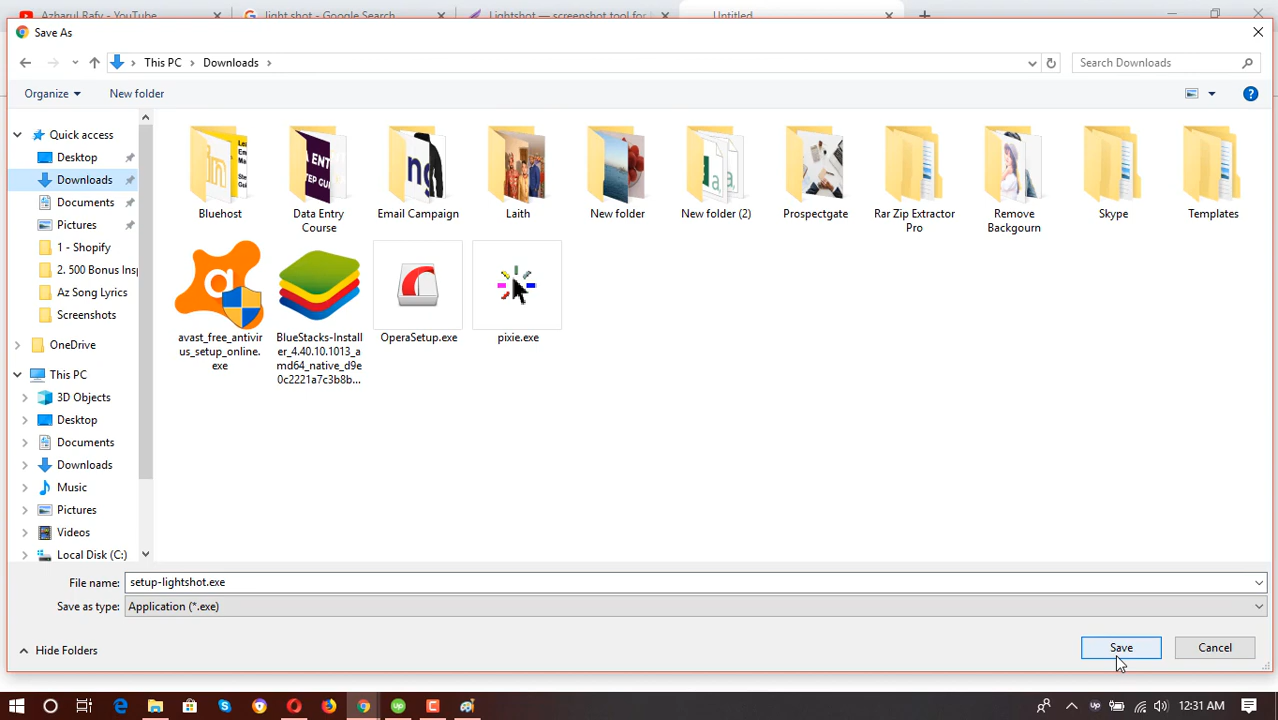 Azharul Rafy - YouTube
light shot - Google Search
Lightshot — screenshot tool for
Untitled
Save As
This PC
Downloads
Search Downloads
Organize
New folder
Quick access
Desktop
Downloads
Documents
Pictures
1 - Shopify
2. 500 Bonus Insp
Az Song Lyrics
Screenshots
OneDrive
This PC
3D Objects
Desktop
Documents
Downloads
Music
Pictures
Videos
Local Disk (C:)
Bluehost
Data Entry
Course
Email Campaign
Laith
New folder
New folder (2)
Prospectgate
Rar Zip Extractor
Pro
Remove
Backgourn
Skype
Templates
avast_free_antivir
us_setup_online.
exe
BlueStacks-Install
er_4.40.10.1013_a
md64_native_d9e
0c2221a7c3b8b...
OperaSetup.exe
pixie.exe
File name:
setup-lightshot.exe
Save as type:
Application (*.exe)
Hide Folders
Save
Cancel
12:31 AM